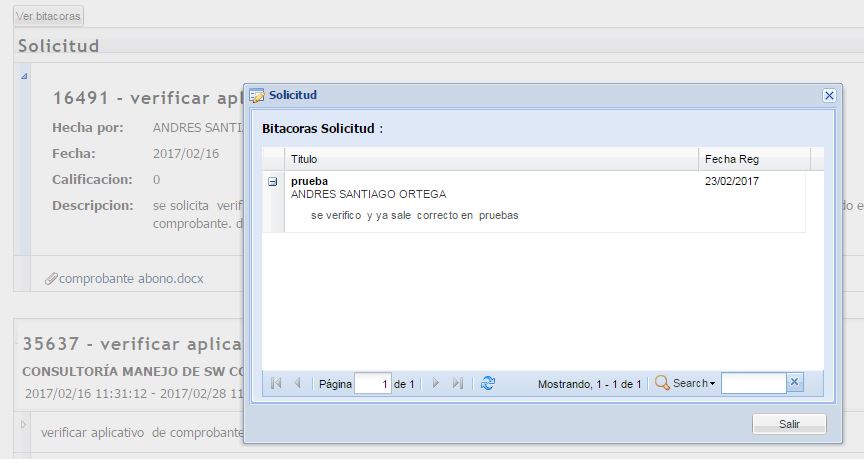 Ver bitacoras
Solicitud
16491 - verificar apl
Hecha por: ANDRES SANTI
Fecha: 2017/02/16
Calificacion: 0
Descripcion: se solicita verif
do e
comprobante. d
comprobante abono.docx
35637 - verificar aplica
CONSULTORÍA MANEJO DE SW CO
2017/02/16 11:31:12 - 2017/02/28 11
verificar aplicativo de comprobante
Solicitud
Bitacoras Solicitud :
Titulo Fecha Reg
prueba 23/02/2017
ANDRES SANTIAGO ORTEGA
se verifico y ya sale correcto en pruebas
Página 1 de 1 Mostrando, 1 - 1 de 1 Search
Salir